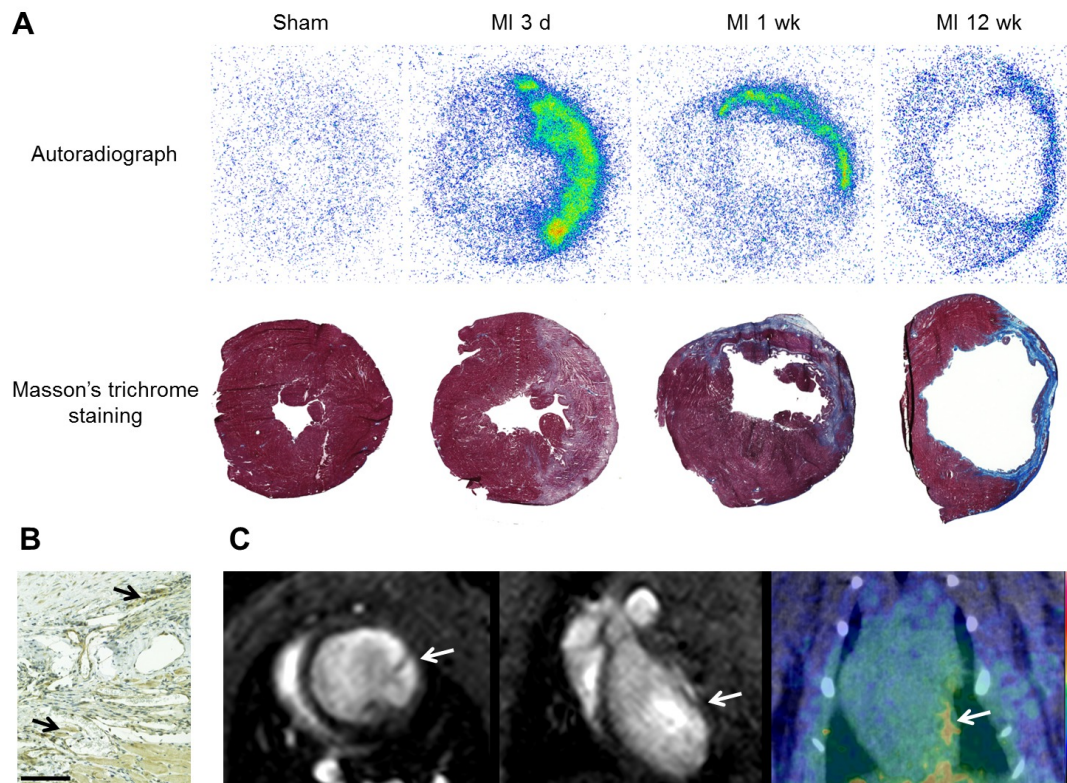 A
Sham
MI 3 d
MI 1 wk
MI 12 wk
Autoradiograph
Masson’s trichrome
staining
B
C